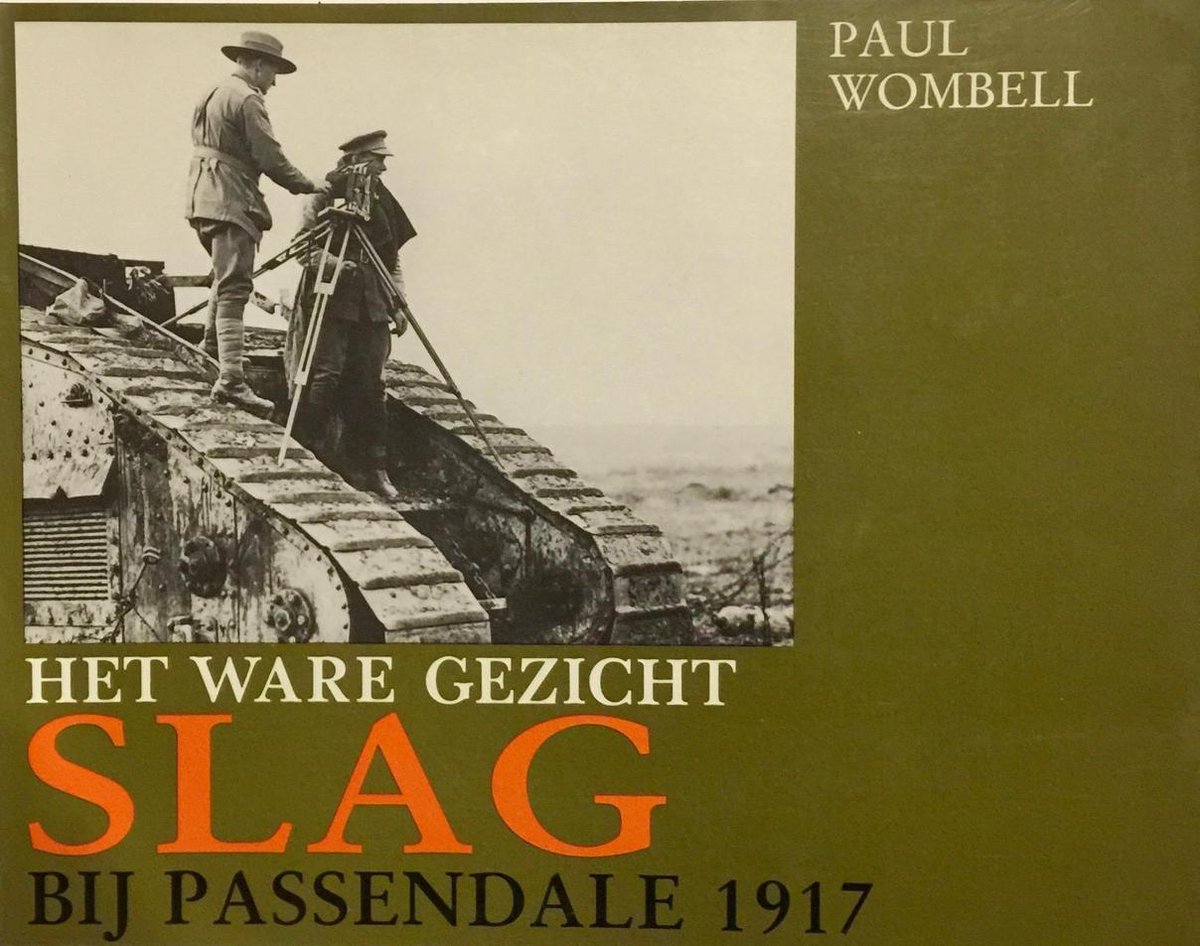 PAUL
WOMBELL
HET WARE GEZICHT
SLAG
BIJ PASSENDALE 1917